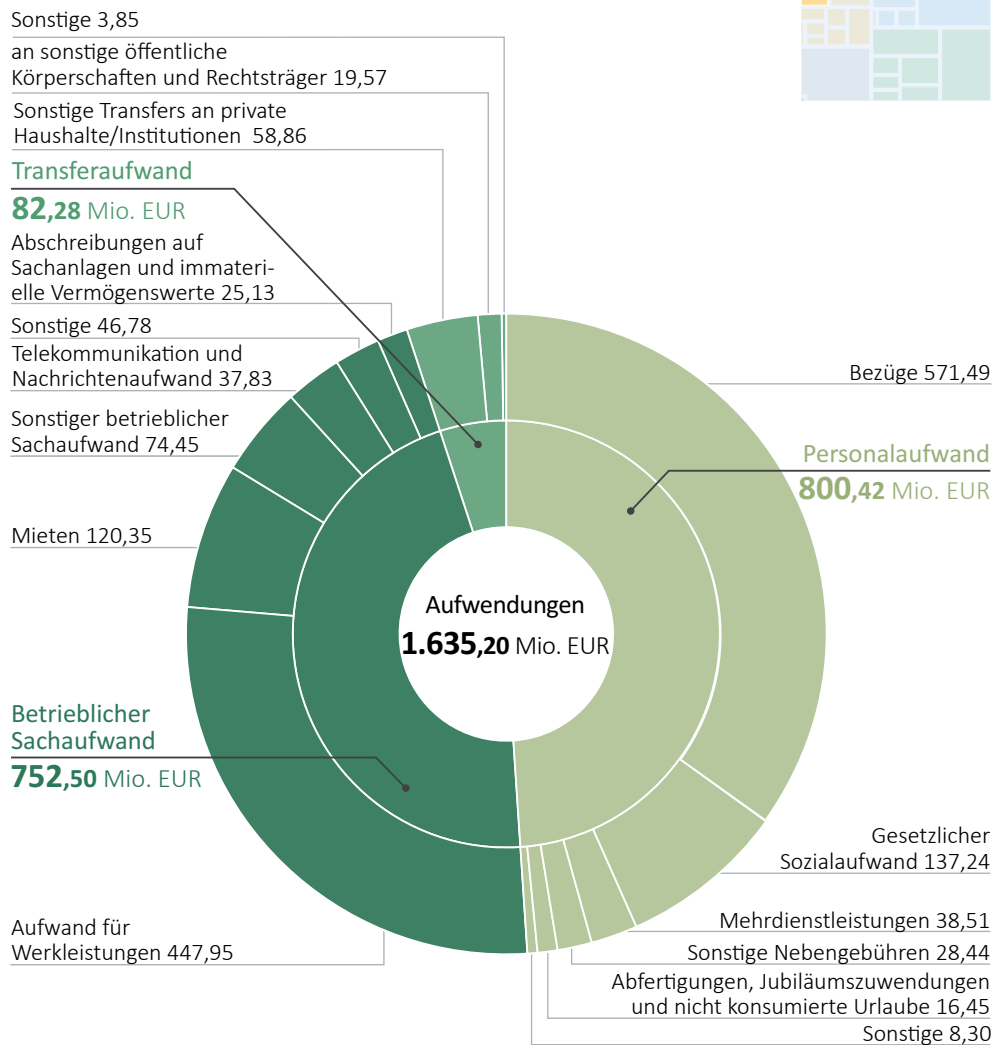 Sonstige 3,85
an sonstige öffentliche
Körperschaften und Rechtsträger 19,57
Sonstige Transfers an private
Haushalte/Institutionen 58,86
Transferaufwand
82,28 Mio. EUR
Abschreibungen auf
Sachanlagen und immateri-
elle Vermögenswerte 25,13
Sonstige 46,78
Telekommunikation und
Nachrichtenaufwand 37,83
Sonstiger betrieblicher
Sachaufwand 74,45
Mieten 120,35
Betrieblicher
Sachaufwand
752,50 Mio. EUR
Aufwand für
Werkleistungen 447,95
Aufwendungen
1.635,20 Mio. EUR
Bezüge 571,49
Personalaufwand
800,42 Mio. EUR
Gesetzlicher
Sozialaufwand 137,24
Mehrdienstleistungen 38,51
Sonstige Nebengebühren 28,44
Abfertigungen, Jubiläumszuwendungen
und nicht konsumierte Urlaube 16,45
Sonstige 8,30